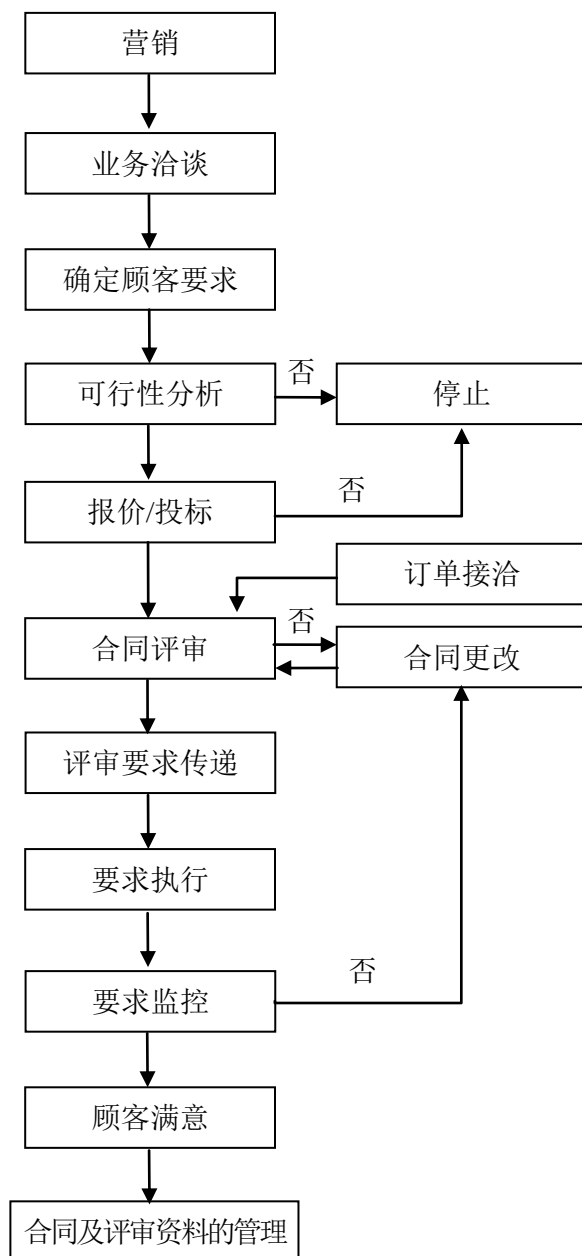 营销
业务洽谈
确定顾客要求
可行性分析
否
停止
报价/投标
否
订单接洽
合同评审
否
合同更改
评审要求传递
要求执行
要求监控
否
顾客满意
合同及评审资料的管理